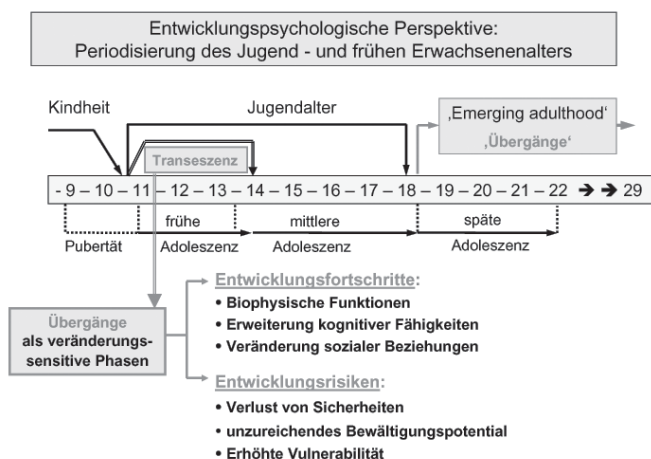 Entwicklungspsychologische Perspektive:
Periodisierung des Jugend - und frühen Erwachsenenalters
Kindheit
Jugendalter
‚Emerging adulthood‘
‚Übergänge‘
Transeszenz
- 9 – 10 – 11 – 12 – 13 – 14 – 15 – 16 – 17 – 18 – 19 – 20 – 21 – 22 ➔ ➔ 29
frühe mittlere späte
Pubertät Adoleszenz Adoleszenz Adoleszenz
Entwicklungsfortschritte:
• Biophysische Funktionen
• Erweiterung kognitiver Fähigkeiten
• Veränderung sozialer Beziehungen
Übergänge
als veränderungs-
sensitive Phasen
Entwicklungsrisiken:
• Verlust von Sicherheiten
• unzureichendes Bewältigungspotential
• Erhöhte Vulnerabilität